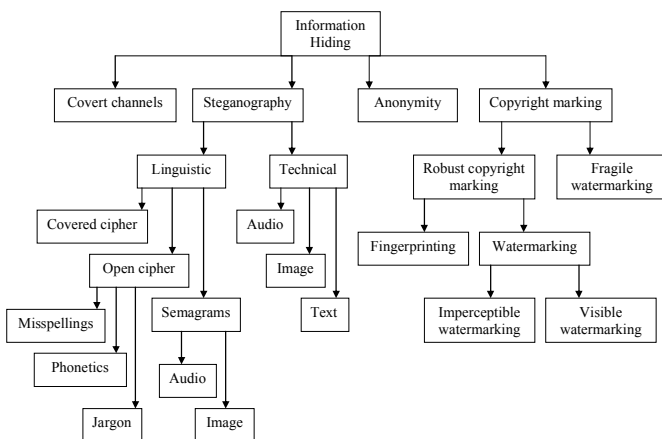 Information
Hiding
Covert channels
Steganography
Anonymity
Copyright marking
Linguistic
Technical
Robust copyright
marking
Fragile
watermarking
Covered cipher
Audio
Fingerprinting
Watermarking
Open cipher
Image
Misspellings
Semagrams
Text
Imperceptible
watermarking
Visible
watermarking
Phonetics
Audio
Jargon
Image